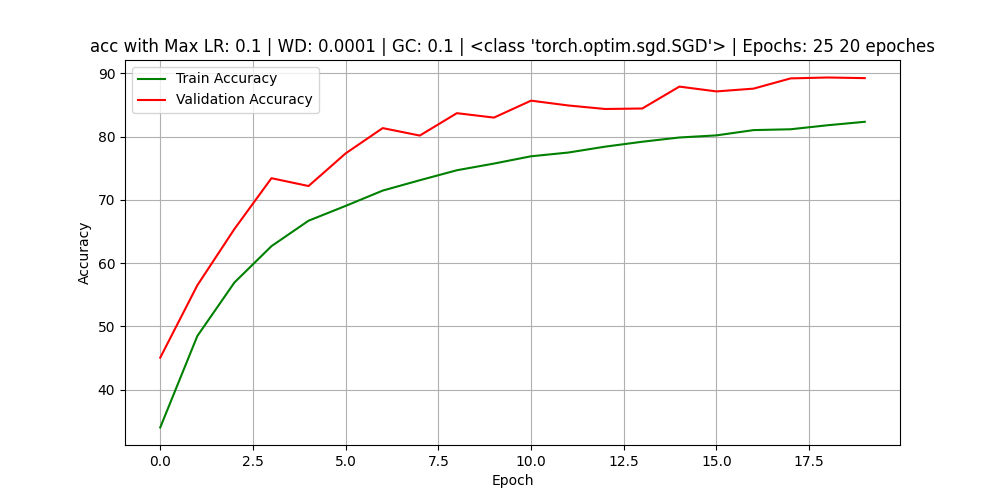 acc with Max LR: 0.1 | WD: 0.0001 | GC: 0.1 | <class 'torch.optim.sgd.SGD'> | Epochs: 25 20 epoches
Train Accuracy
Validation Accuracy
Accuracy
90
80
70
60
50
40
0.0 2.5 5.0 7.5 10.0 12.5 15.0 17.5
Epoch